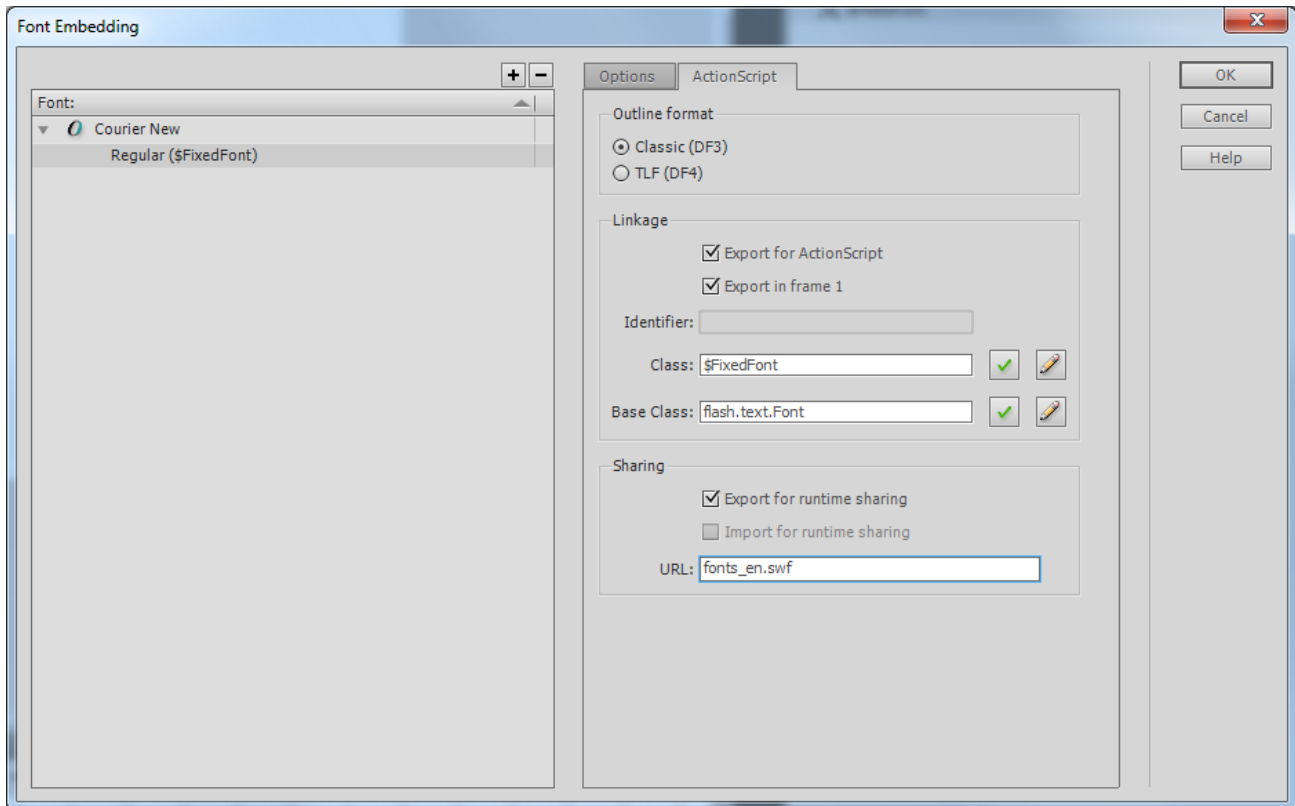 Font Embedding
Font:
Courier New
Regular ($FixedFont)
Options ActionScript
Outline format
Classic (DF3)
TLF (DF4)
Linkage
Export for ActionScript
Export in frame 1
Identifier:
Class: $FixedFont
Base Class: flash.text.Font
Sharing
Export for runtime sharing
Import for runtime sharing
URL: fonts_en.swf
OK
Cancel
Help